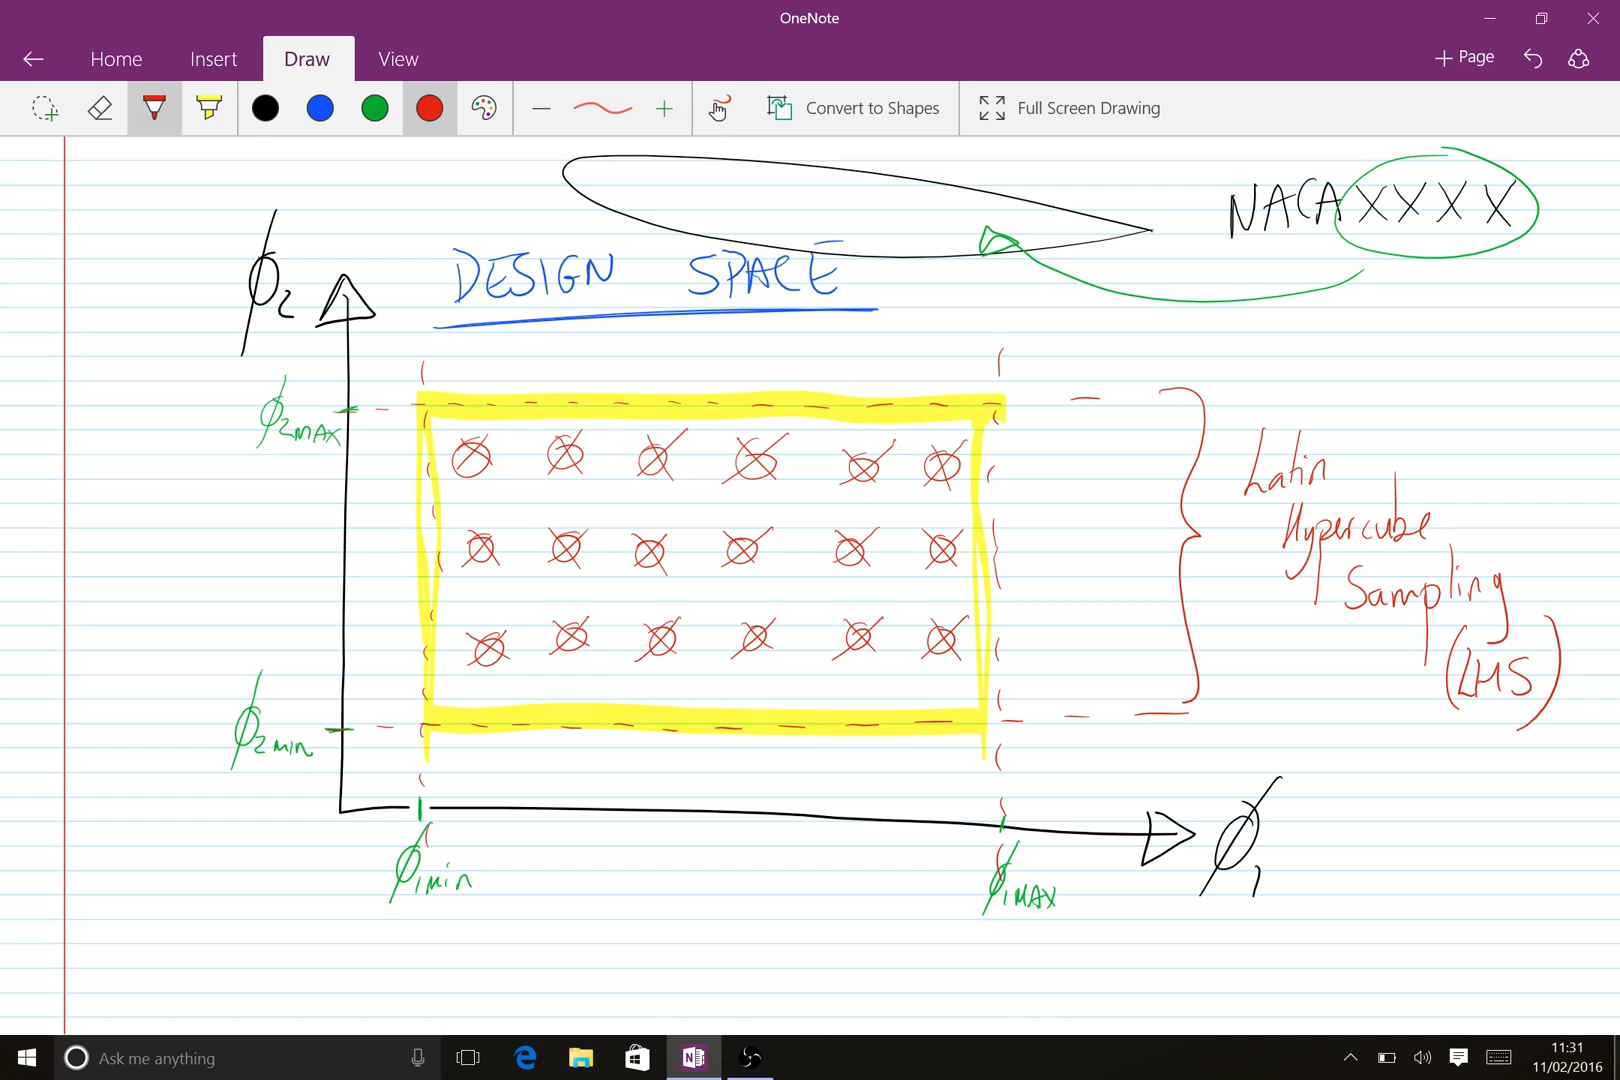 OneNote
Home Insert Draw View
Page
Convert to Shapes
Full Screen Drawing
NACA XXXX
DESIGN SPACE
ϕ2
ϕ2MAX
Latin
Hypercube
Sampling
(LHS)
ϕ2min
ϕ1min
ϕ1MAX
ϕ1
Ask me anything
11:31
11/02/2016